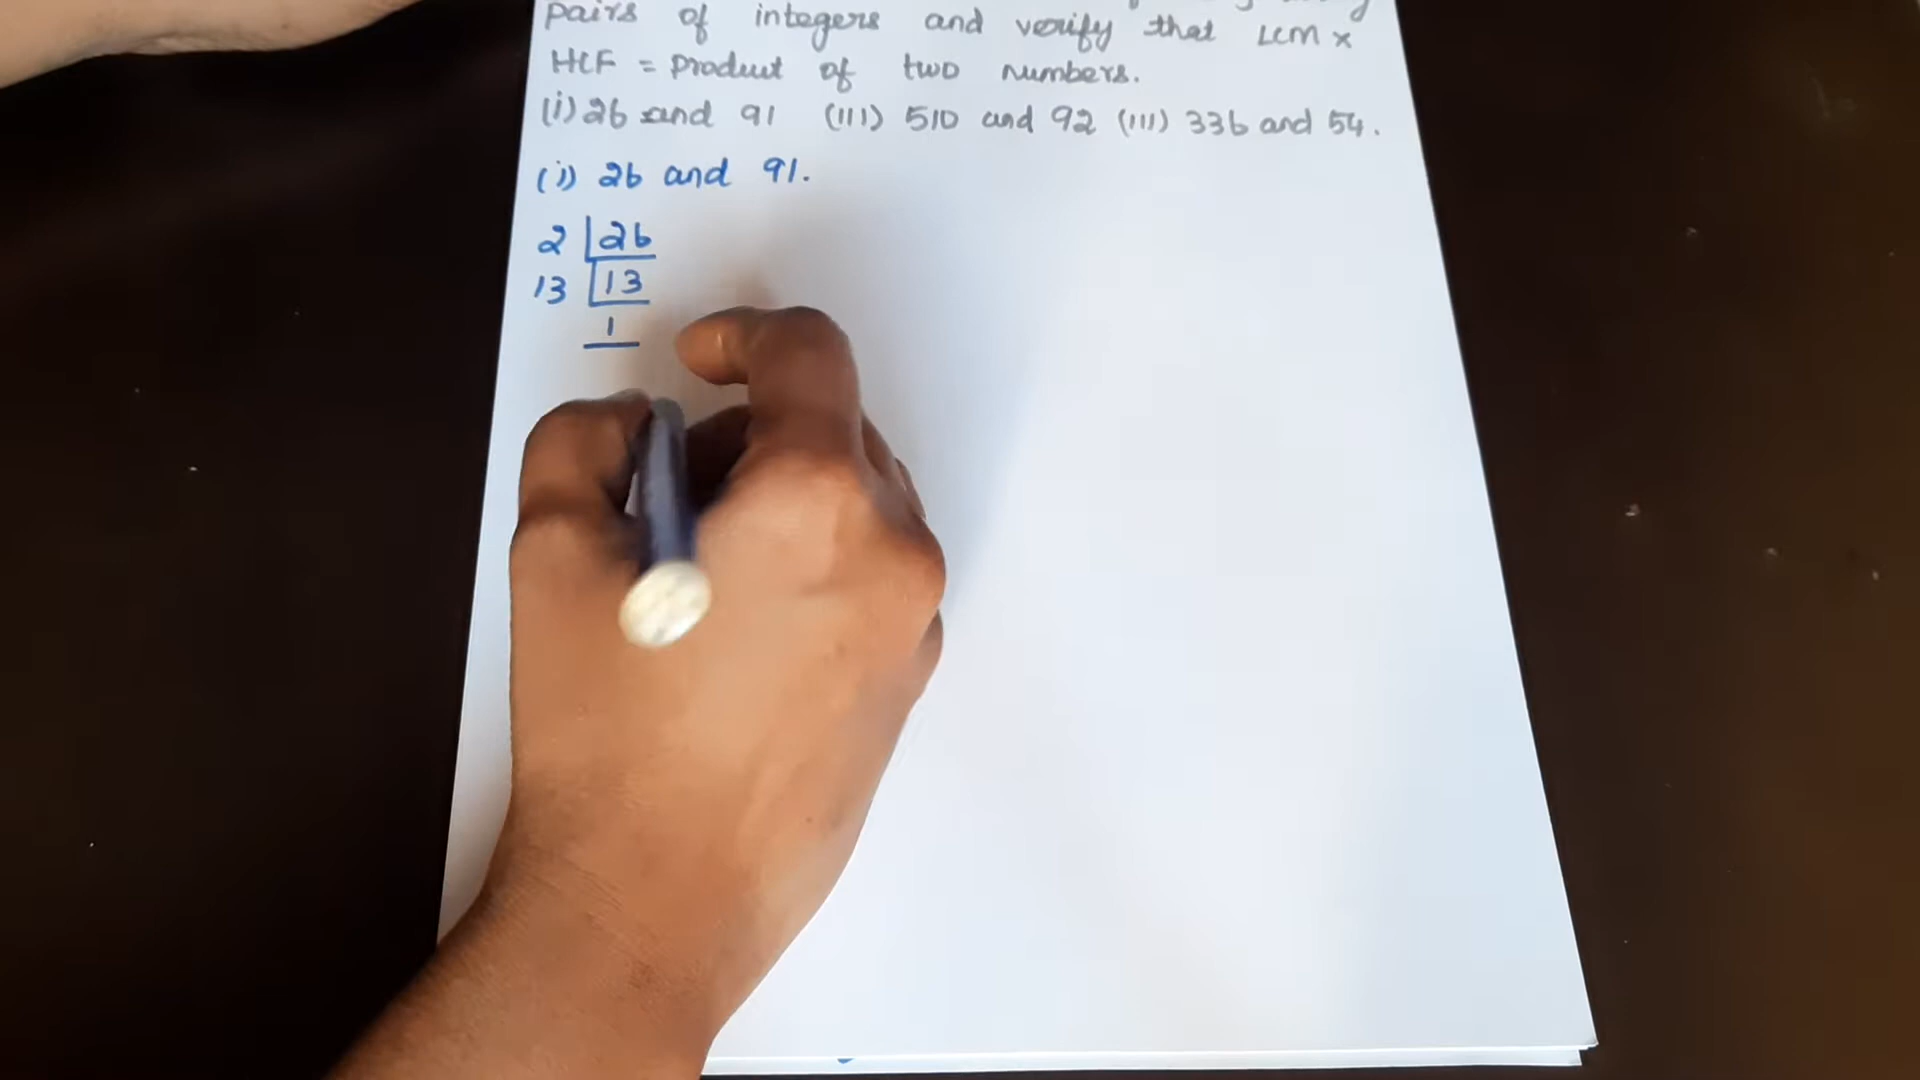 pairs of integers and verify that LCM ×
HCF = product of two numbers.
(i) 26 and 91 (III) 510 and 92 (III) 336 and 54.
(i) 26 and 91.
2 26
13 13
1